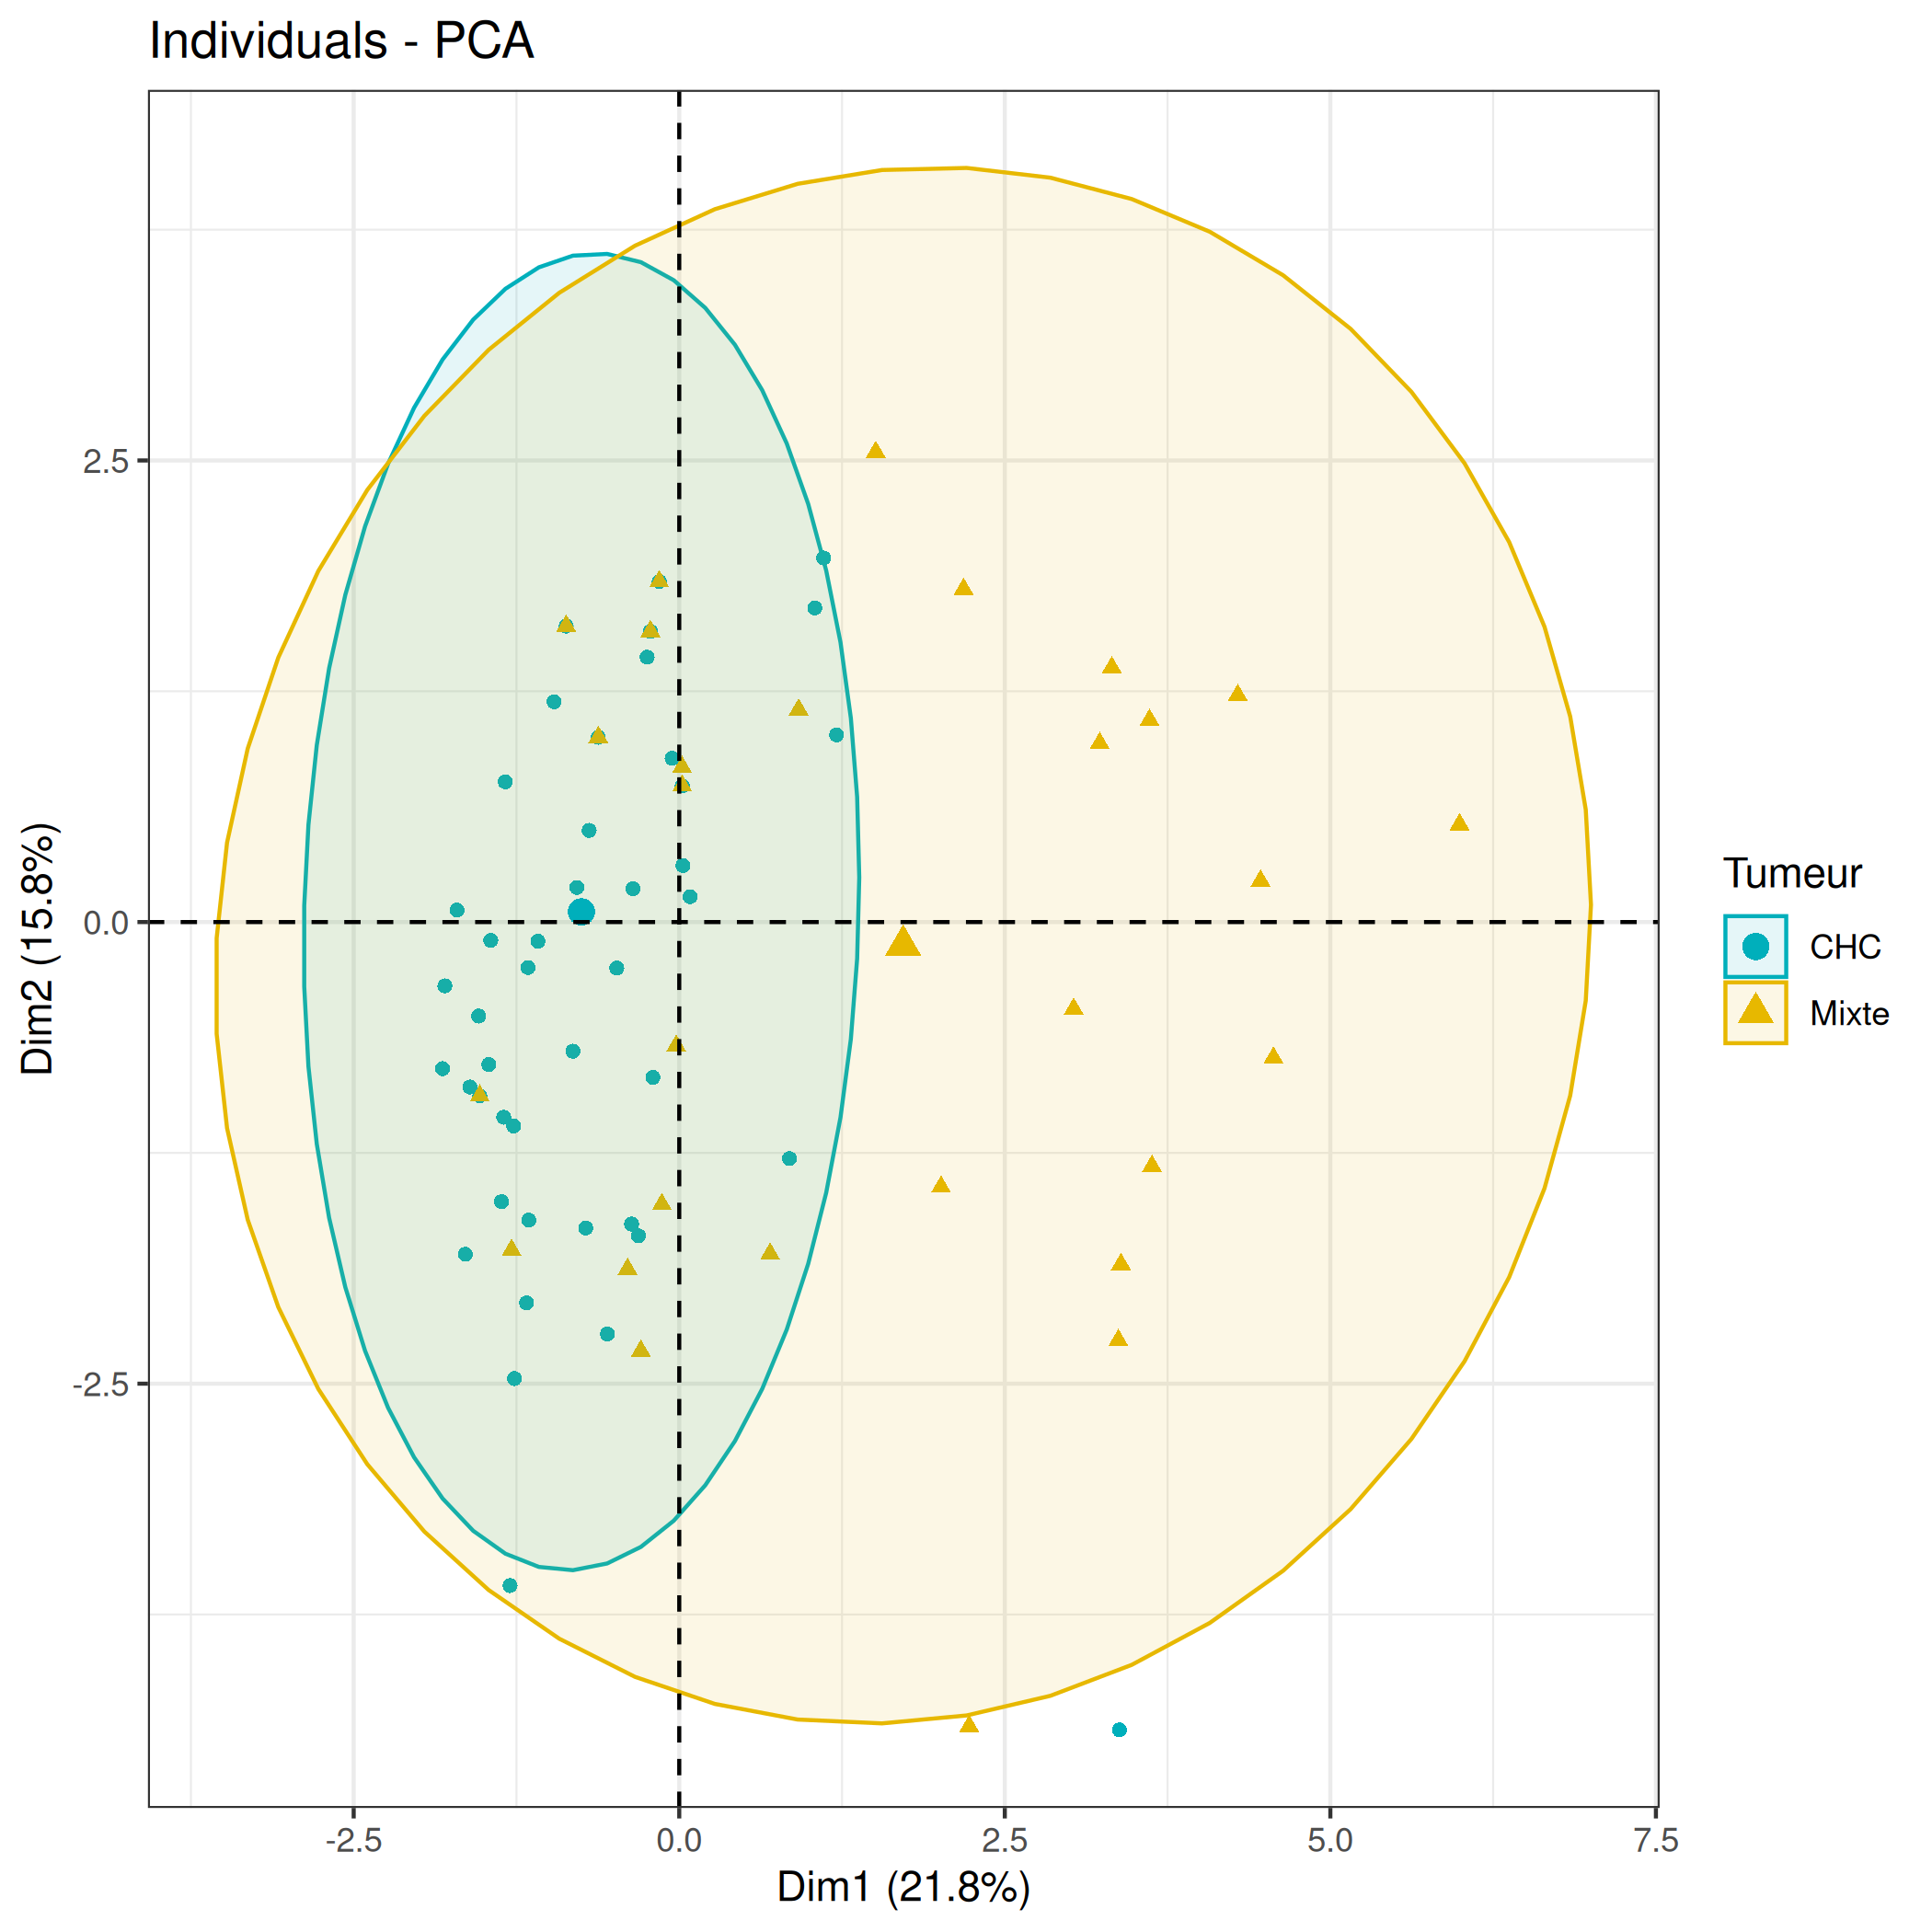 Individuals - PCA
Dim2 (15.8%)
2.5
0.0
-2.5
-2.5
0.0
2.5
5.0
7.5
Dim1 (21.8%)
Tumeur
CHC
Mixte